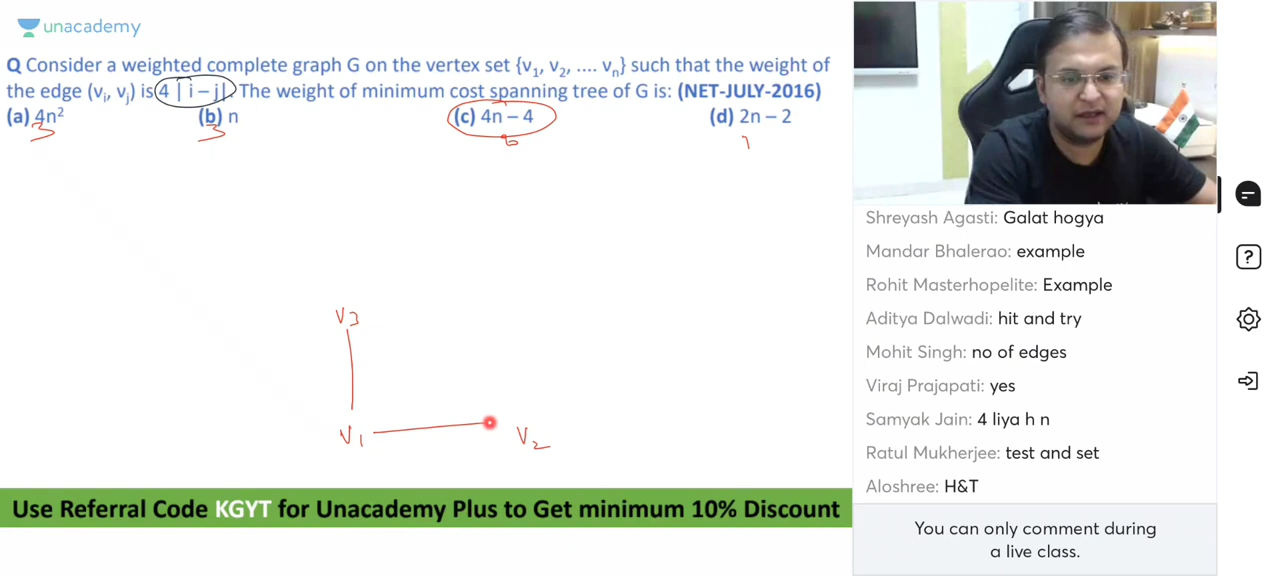 unacademy
Q Consider a weighted complete graph G on the vertex set {v₁, v₂, .... vₙ} such that the weight of
the edge (vᵢ, vⱼ) is 4 | i – j|. The weight of minimum cost spanning tree of G is: (NET-JULY-2016)
(a) 4n² (b) n (c) 4n – 4 (d) 2n – 2
3 3
V₃
V₁ V₂
Use Referral Code KGYT for Unacademy Plus to Get minimum 10% Discount
Shreyash Agasti: Galat hogya
Mandar Bhalerao: example
Rohit Masterhopelite: Example
Aditya Dalwadi: hit and try
Mohit Singh: no of edges
Viraj Prajapati: yes
Samyak Jain: 4 liya h n
Ratul Mukherjee: test and set
Aloshree: H&T
You can only comment during
a live class.